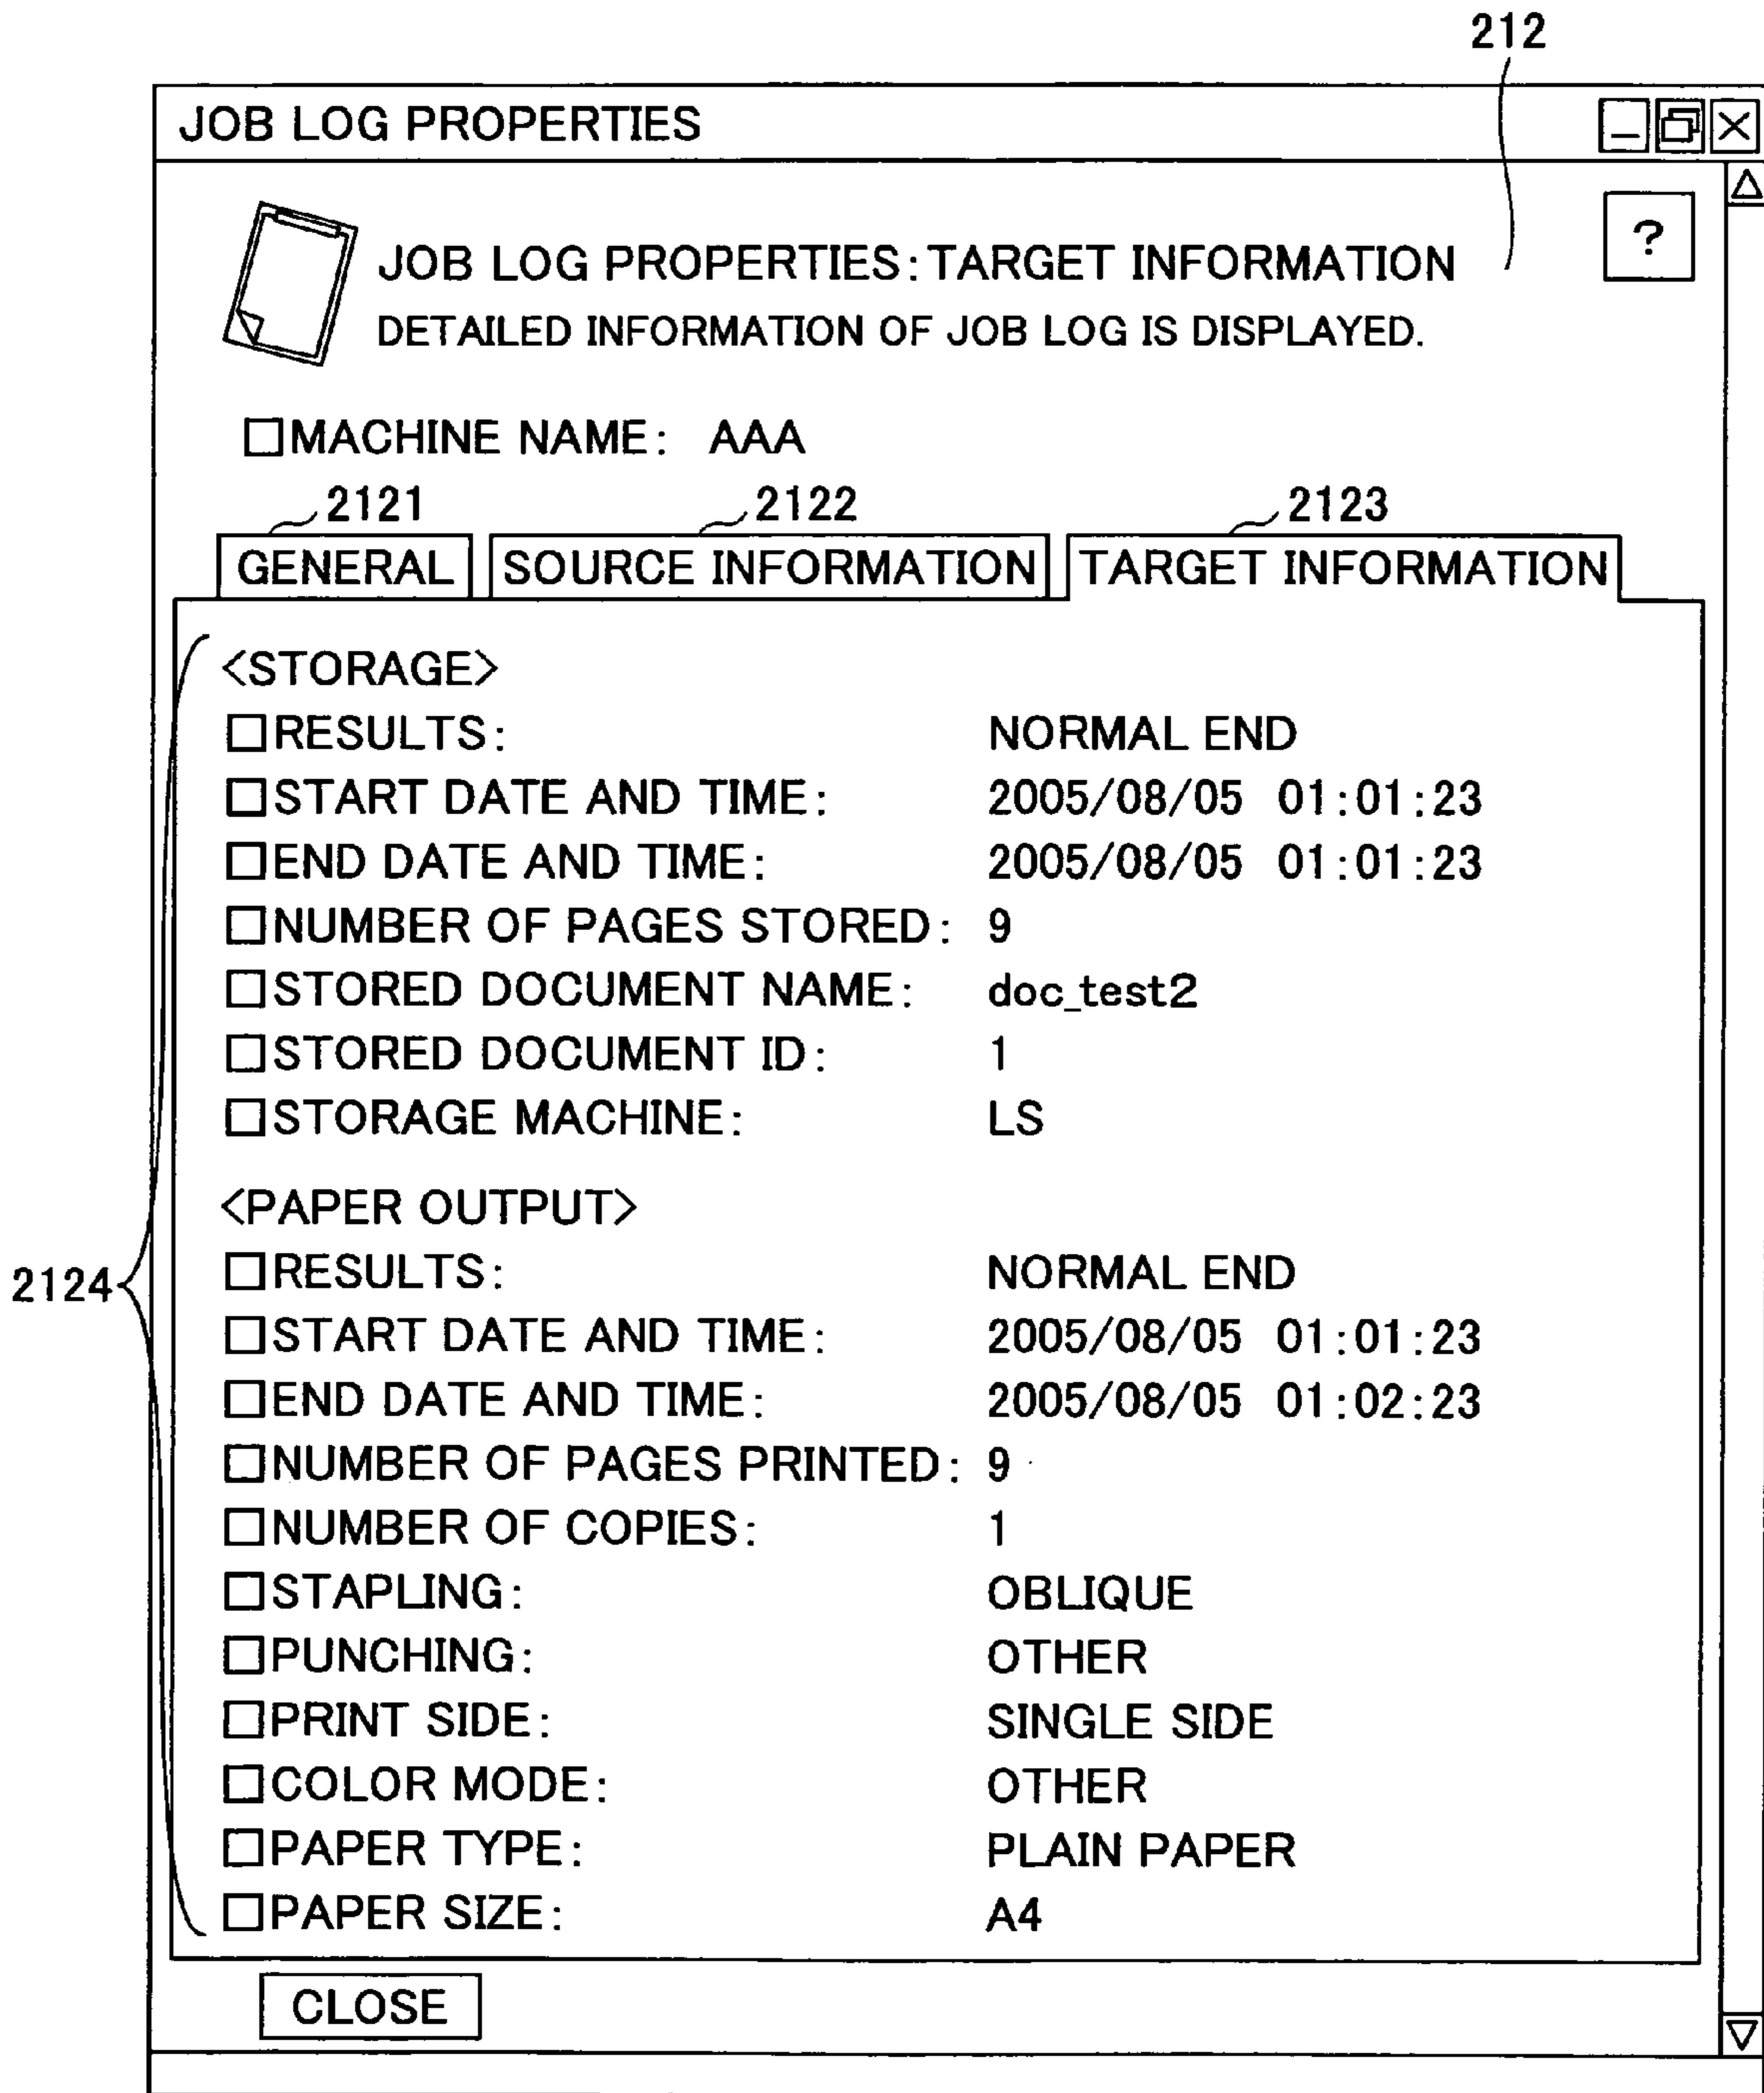 212
JOB LOG PROPERTIES
?
JOB LOG PROPERTIES:TARGET INFORMATION
DETAILED INFORMATION OF JOB LOG IS DISPLAYED.
□MACHINE NAME: AAA
2121 2122 2123
GENERAL SOURCE INFORMATION TARGET INFORMATION
<STORAGE>
□RESULTS: NORMAL END
□START DATE AND TIME: 2005/08/05 01:01:23
□END DATE AND TIME: 2005/08/05 01:01:23
□NUMBER OF PAGES STORED: 9
□STORED DOCUMENT NAME: doc_test2
□STORED DOCUMENT ID: 1
□STORAGE MACHINE: LS
<PAPER OUTPUT>
2124
□RESULTS: NORMAL END
□START DATE AND TIME: 2005/08/05 01:01:23
□END DATE AND TIME: 2005/08/05 01:02:23
□NUMBER OF PAGES PRINTED: 9
□NUMBER OF COPIES: 1
□STAPLING: OBLIQUE
□PUNCHING: OTHER
□PRINT SIDE: SINGLE SIDE
□COLOR MODE: OTHER
□PAPER TYPE: PLAIN PAPER
□PAPER SIZE: A4
CLOSE